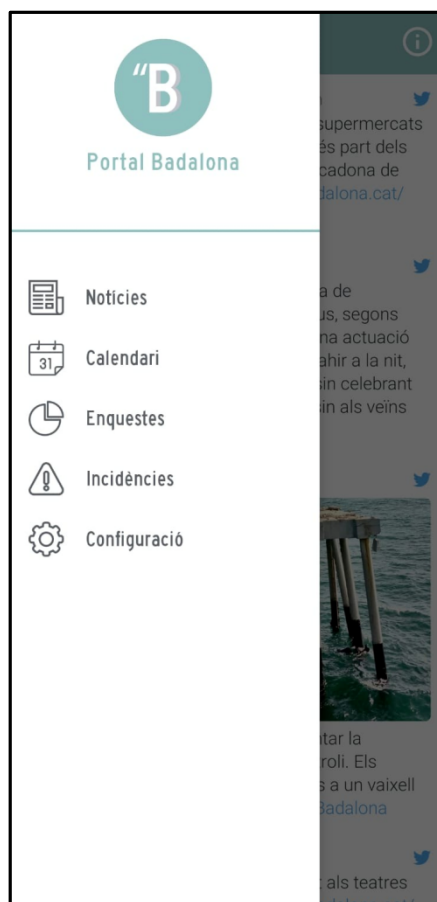 “B
Portal Badalona
Notícies
31
Calendari
Enquestes
Incidències
Configuració
supermercats
és part dels
cadona de
dalona.cat/
a de
us, segons
na actuació
ahir a la nit,
sin celebrant
sin als veïns
tar la
roli. Els
s a un vaixell
Badalona
t als teatres